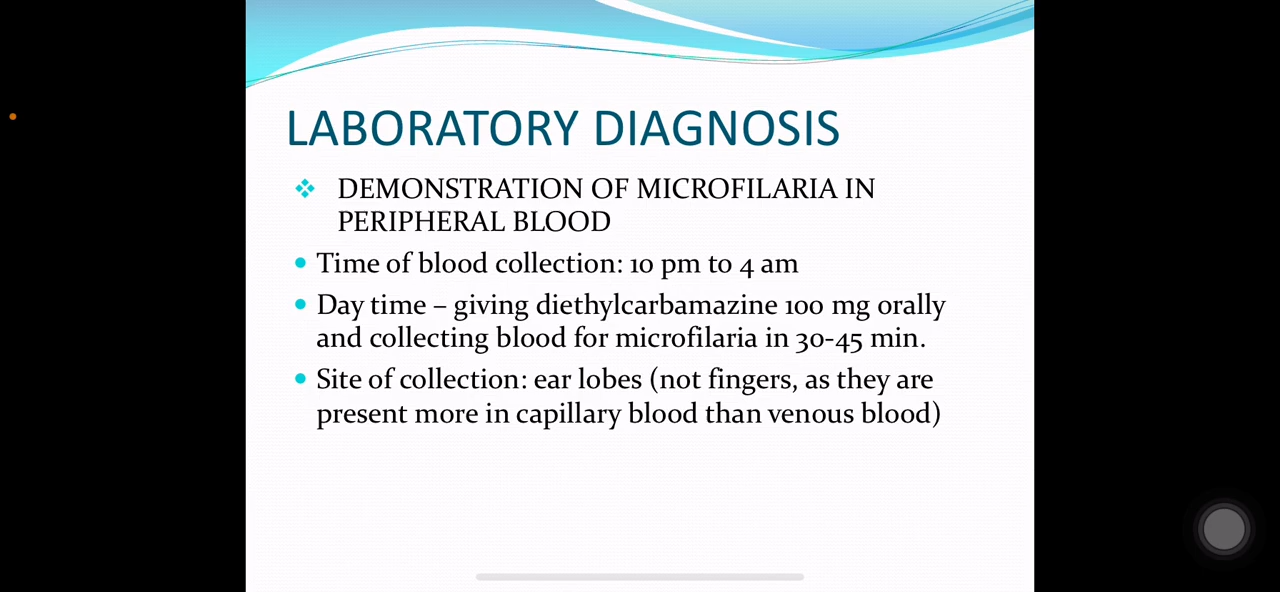 LABORATORY DIAGNOSIS
DEMONSTRATION OF MICROFILARIA IN
PERIPHERAL BLOOD
Time of blood collection: 10 pm to 4 am
Day time – giving diethylcarbamazine 100 mg orally
and collecting blood for microfilaria in 30-45 min.
Site of collection: ear lobes (not fingers, as they are
present more in capillary blood than venous blood)